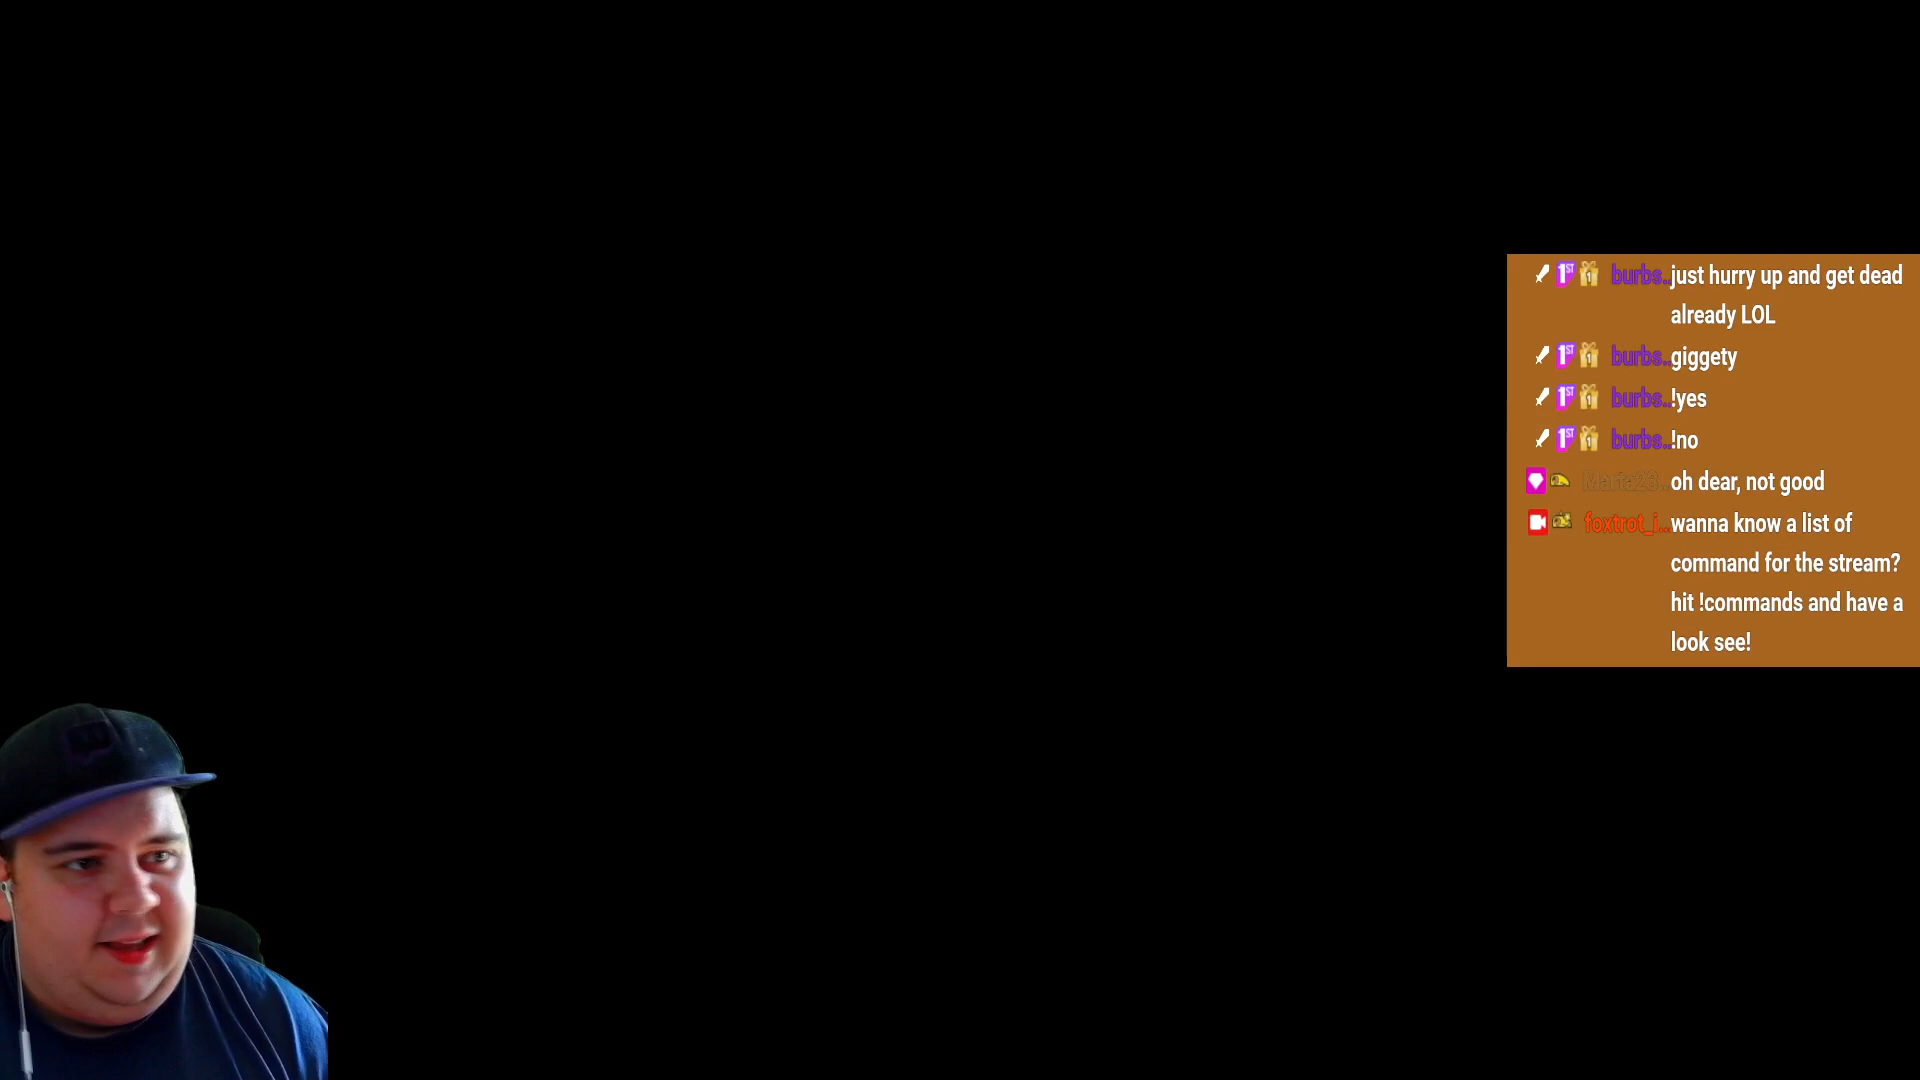 burbs..just hurry up and get dead
already LOL
burbs..giggety
burbs..!yes
burbs..!no
Marta23..oh dear, not good
foxtrot_i..wanna know a list of
command for the stream?
hit !commands and have a
look see!